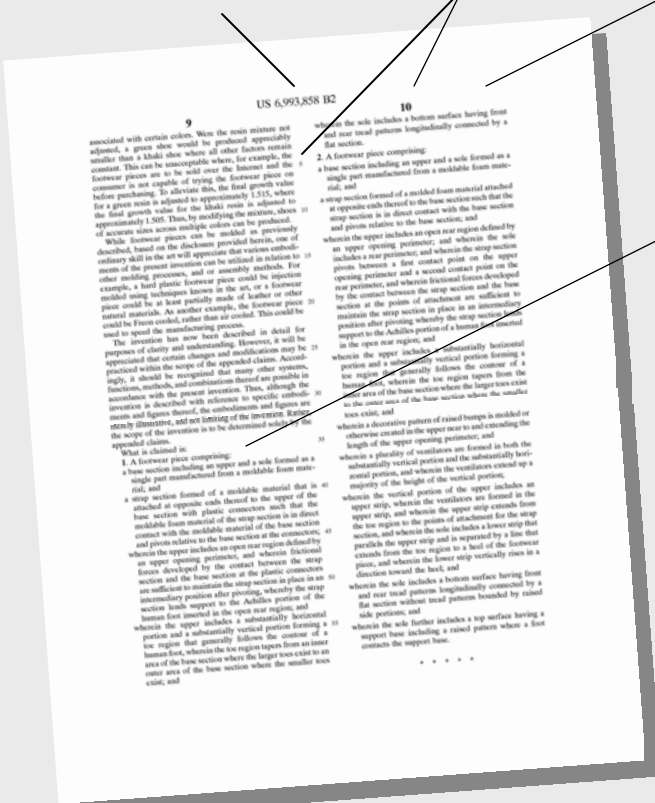 US 6,993,858 B2
9
associated with certain colors. Were the resin mixture not
adjusted, a green shoe would be produced appreciably
smaller than a khaki shoe where all other factors remain
constant. This can be unacceptable where, for example, the
footwear pieces are to be sold over the Internet and the
consumer is not capable of trying the footwear piece on
before purchasing. To alleviate this, the final growth value
for a green resin is adjusted to approximately 1.515, where
the final growth value for the khaki resin is adjusted to
approximately 1.505. Thus, by modifying the mixture, shoes
of accurate sizes across multiple colors can be produced.
While footwear pieces can be molded as previously
described, based on the disclosure provided herein, one of
ordinary skill in the art will appreciate that various embodi-
ments of the present invention can be utilized in relation to
other molding processes, and or assembly methods. For
example, a hard plastic footwear piece could be injection
molded using techniques known in the art, or a footwear
piece could be at least partially made of leather or other
natural materials. As another example, the footwear piece
could be Freon cooled, rather than air cooled. This could be
used to speed the manufacturing process.
The invention has now been described in detail for
purposes of clarity and understanding. However, it will be
appreciated that certain changes and modifications may be
practiced within the scope of the appended claims. Accord-
ingly, it should be recognized that many other systems,
functions, methods, and combinations thereof are possible in
accordance with the present invention. Thus, although the
invention is described with reference to specific embodi-
ments and figures thereof, the embodiments and figures are
merely illustrative, and not limiting of the invention. Rather,
the scope of the invention is to be determined solely by the
appended claims.
What is claimed is:
1. A footwear piece comprising:
a base section including an upper and a sole formed as a
single part manufactured from a moldable foam mate-
rial; and
a strap section formed of a moldable material that is
attached at opposite ends thereof to the upper of the
base section with plastic connectors such that the
moldable foam material of the strap section is in direct
contact with the moldable material of the base section
and pivots relative to the base section at the connectors;
wherein the upper includes an open rear region defined by
an upper opening perimeter, and wherein frictional
forces developed by the contact between the strap
section and the base section at the plastic connectors
are sufficient to maintain the strap section in place in an
intermediary position after pivoting, whereby the strap
section lends support to the Achilles portion of the
human foot inserted in the open rear region; and
wherein the upper includes a substantially horizontal
portion and a substantially vertical portion forming a
toe region that generally follows the contour of a
human foot, wherein the toe region tapers from an inner
area of the base section where the larger toes exist to an
outer area of the base section where the smaller toes
exist; and
5
10
15
20
25
30
35
40
45
50
55
10
wherein the sole includes a bottom surface having front
and rear tread patterns longitudinally connected by a
flat section.
2. A footwear piece comprising:
a base section including an upper and a sole formed as a
single part manufactured from a moldable foam mate-
rial; and
a strap section formed of a molded foam material attached
at opposite ends thereof to the base section such that the
strap section is in direct contact with the base section
and pivots relative to the base section; and
wherein the upper includes an open rear region defined by
an upper opening perimeter; and wherein the sole
includes a rear perimeter; and wherein the strap section
pivots between a first contact point on the upper
opening perimeter and a second contact point on the
rear perimeter, and wherein frictional forces developed
by the contact between the strap section and the base
section at the points of attachment are sufficient to
maintain the strap section in place in an intermediary
position after pivoting whereby the strap section lends
support to the Achilles portion of a human foot inserted
in the open rear region; and
wherein the upper includes a substantially horizontal
portion and a substantially vertical portion forming a
toe region that generally follows the contour of a
human foot, wherein the toe region tapers from the
inner area of the base section where the larger toes exist
to the outer area of the base section where the smaller
toes exist; and
wherein a decorative pattern of raised bumps is molded or
otherwise created in the upper near to and extending the
length of the upper opening perimeter; and
wherein a plurality of ventilators are formed in both the
substantially vertical portion and the substantially hori-
zontal portion, and wherein the ventilators extend up a
majority of the height of the vertical portion;
wherein the vertical portion of the upper includes an
upper strip, wherein the ventilators are formed in the
upper strip, and wherein the upper strip extends from
the toe region to the points of attachment for the strap
section, and wherein the sole includes a lower strip that
parallels the upper strip and is separated by a line that
extends from the toe region to a heel of the footwear
piece, and wherein the lower strip vertically rises in a
direction toward the heel; and
wherein the sole includes a bottom surface having front
and rear tread patterns longitudinally connected by a
flat section without tread patterns bounded by raised
side portions; and
wherein the sole further includes a top surface having a
support base including a raised pattern where a foot
contacts the support base.
* * * * *